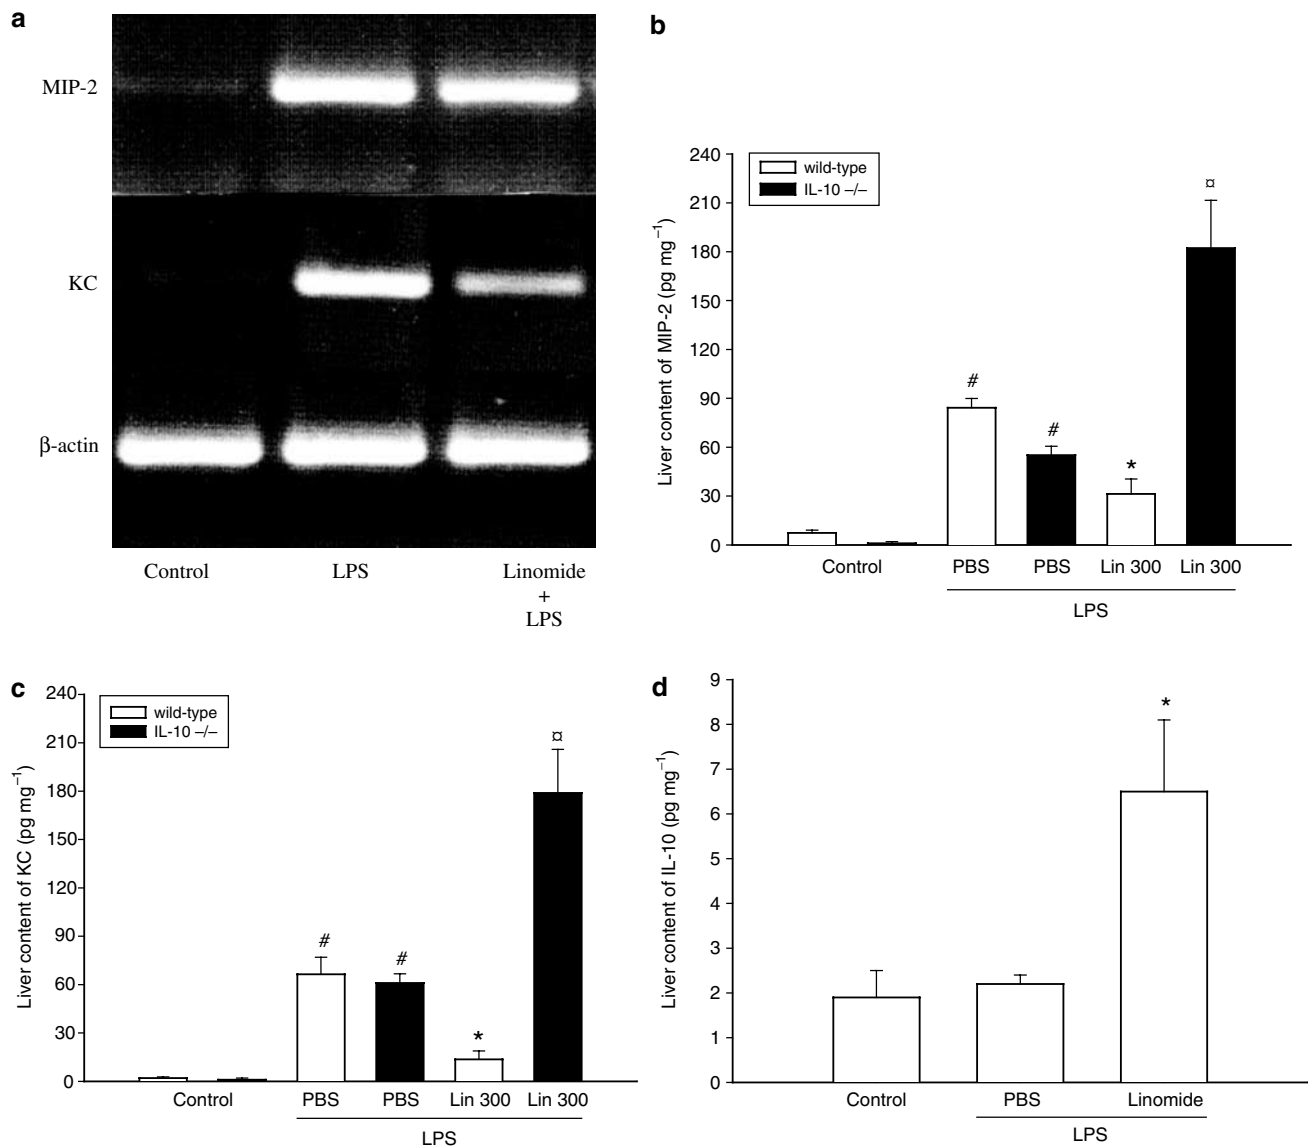 a
MIP-2
KC
β-actin
Control LPS Linomide
+
LPS
b
Liver content of MIP-2 (pg mg⁻¹)
240
210
180
150
120
90
60
30
0
wild-type
IL-10 –/–
#
#
*
¤
Control PBS PBS Lin 300 Lin 300
LPS
c
Liver content of KC (pg mg⁻¹)
240
210
180
150
120
90
60
30
0
wild-type
IL-10 –/–
#
#
*
¤
Control PBS PBS Lin 300 Lin 300
LPS
d
Liver content of IL-10 (pg mg⁻¹)
9
8
7
6
5
4
3
2
1
0
*
Control PBS Linomide
LPS